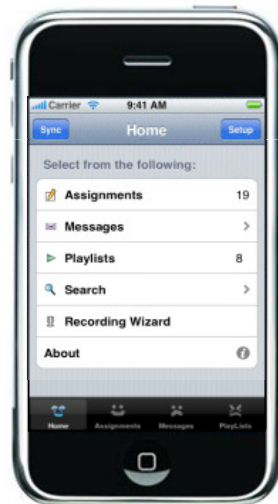 Carrier 9:41 AM
Sync Home Setup
Select from the following:
Assignments 19
Messages
Playlists 8
Search
Recording Wizard
About
Home Assignments Messages PlayLists